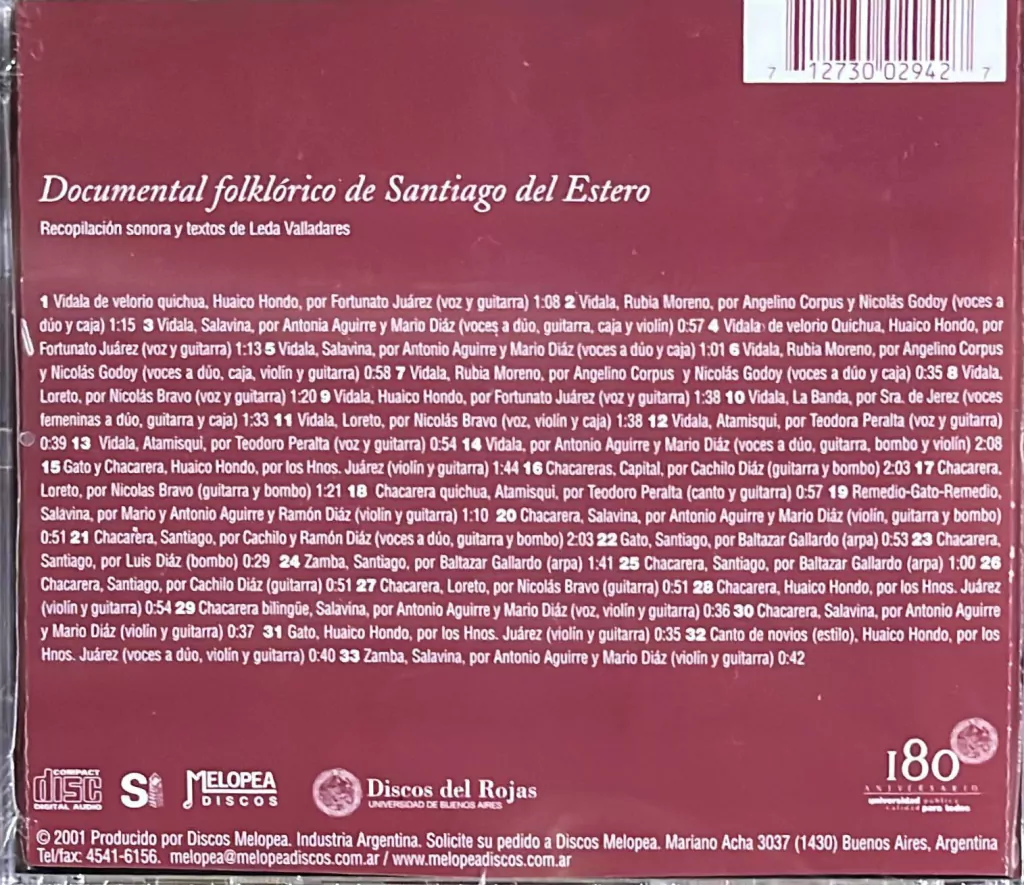 7 12730 02942 7
Documental folklórico de Santiago del Estero
Recopilación sonora y textos de Leda Valladares
1 Vidala de velorio quichua, Huaico Hondo, por Fortunato Juárez (voz y guitarra) 1:08 2 Vidala, Rubia Moreno, por Angelino Corpus y Nicolás Godoy (voces a
dúo y caja) 1:15 3 Vidala, Salavina, por Antonia Aguirre y Mario Diáz (voces a dúo, guitarra, caja y violín) 0:57 4 Vidala de velorio Quichua, Huaico Hondo, por
Fortunato Juárez (voz y guitarra) 1:13 5 Vidala, Salavina, por Antonio Aguirre y Mario Diáz (voces a dúo y caja) 1:01 6 Vidala, Rubia Moreno, por Angelino Corpus
y Nicolás Godoy (voces a dúo, caja, violín y guitarra) 0:58 7 Vidala, Rubia Moreno, por Angelino Corpus y Nicolás Godoy (voces a dúo y caja) 0:35 8 Vidala,
Loreto, por Nicolás Bravo (voz y guitarra) 1:20 9 Vidala, Huaico Hondo, por Fortunato Juárez (voz y guitarra) 1:38 10 Vidala, La Banda, por Sra. de Jerez (voces
femeninas a dúo, guitarra y caja) 1:33 11 Vidala, Loreto, por Nicolás Bravo (voz, violín y caja) 1:38 12 Vidala, Atamisqui, por Teodora Peralta (voz y guitarra)
0:39 13 Vidala, Atamisqui, por Teodoro Peralta (voz y guitarra) 0:54 14 Vidala, por Antonio Aguirre y Mario Diáz (voces a dúo, guitarra, bombo y violín) 2:08
15 Gato y Chacarera, Huaico Hondo, por los Hnos. Juárez (violín y guitarra) 1:44 16 Chacareras, Capital, por Cachilo Diáz (guitarra y bombo) 2:03 17 Chacarera,
Loreto, por Nicolas Bravo (guitarra y bombo) 1:21 18 Chacarera quichua, Atamisqui, por Teodoro Peralta (canto y guitarra) 0:57 19 Remedio-Gato-Remedio,
Salavina, por Mario y Antonio Aguirre y Ramón Diáz (violín y guitarra) 1:10 20 Chacarera, Salavina, por Antonio Aguirre y Mario Diáz (violín, guitarra y bombo)
0:51 21 Chacarera, Santiago, por Cachilo y Ramón Diáz (voces a dúo, guitarra y bombo) 2:03 22 Gato, Santiago, por Baltazar Gallardo (arpa) 0:53 23 Chacarera,
Santiago, por Luis Diáz (bombo) 0:29 24 Zamba, Santiago, por Baltazar Gallardo (arpa) 1:41 25 Chacarera, Santiago, por Baltazar Gallardo (arpa) 1:00 26
Chacarera, Santiago, por Cachilo Diáz (guitarra) 0:51 27 Chacarera, Loreto, por Nicolás Bravo (guitarra) 0:51 28 Chacarera, Huaico Hondo, por los Hnos. Juárez
(violín y guitarra) 0:54 29 Chacarera bilingüe, Salavina, por Antonio Aguirre y Mario Diáz (voz, violín y guitarra) 0:36 30 Chacarera, Salavina, por Antonio Aguirre
y Mario Diáz (violín y guitarra) 0:37 31 Gato, Huaico Hondo, por los Hnos. Juárez (violín y guitarra) 0:35 32 Canto de novios (estilo), Huaico Hondo, por los
Hnos. Juárez (voces a dúo, violín y guitarra) 0:40 33 Zamba, Salavina, por Antonio Aguirre y Mario Diáz (violín y guitarra) 0:42
COMPACT
disc
DIGITAL AUDIO
MELOPEA
DISCOS
Discos del Rojas
UNIVERSIDAD DE BUENOS AIRES
180
ANIVERSARIO
universidad pública
calidad para todos
© 2001 Producido por Discos Melopea. Industria Argentina. Solicite su pedido a Discos Melopea. Mariano Acha 3037 (1430) Buenos Aires, Argentina
Tel/fax: 4541-6156. melopea@melopeadiscos.com.ar / www.melopeadiscos.com.ar